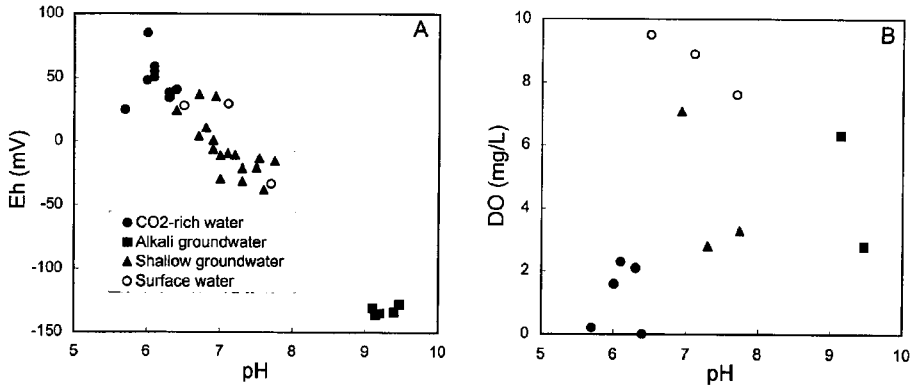 A
Eh (mV)
100
50
0
-50
-100
-150
CO2-rich water
Alkali groundwater
Shallow groundwater
Surface water
5 6 7 8 9 10
pH
B
DO (mg/L)
10
8
6
4
2
0
5 6 7 8 9 10
pH